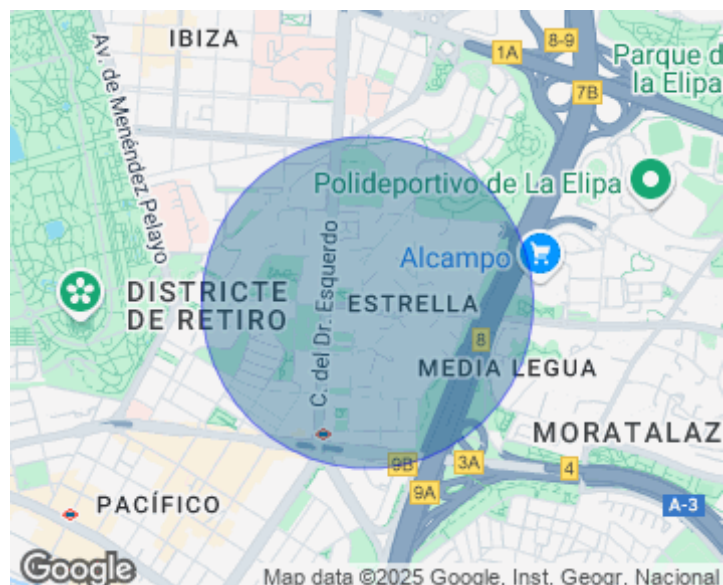 IBIZA
Av. de Menéndez Pelayo
1A
8-9
7B
Parque d
la Elipa
Polideportivo de La Elipa
Alcampo
DISTRICTE
DE RETIRO
C. del Dr. Esquerdo
ESTRELLA
8
MEDIA LEGUA
MORATALAZ
9B
3A
4
9A
A-3
PACÍFICO
Google
Map data ©2025 Google, Inst. Geogr. Nacional